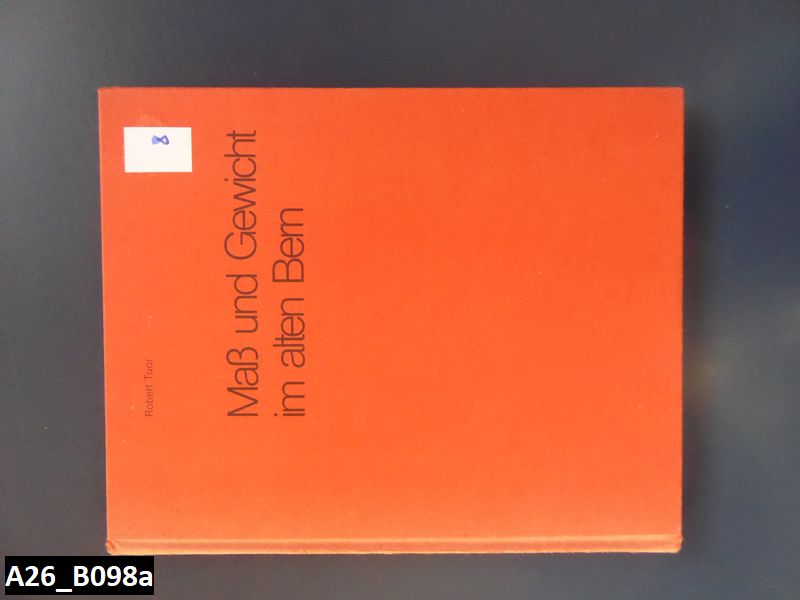 8
Robert Tuor
Maß und Gewicht
im alten Bern
A26_B098a